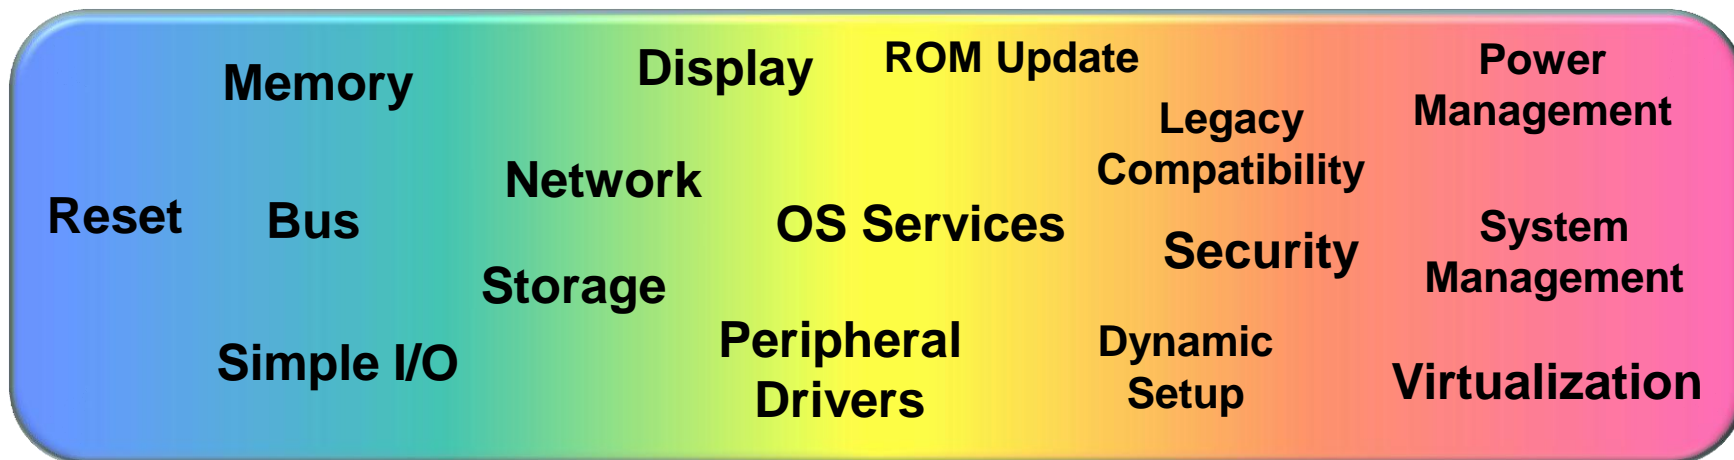 Reset
Memory
Bus
Simple I/O
Network
Storage
Display
Peripheral
Drivers
OS Services
ROM Update
Legacy
Compatibility
Security
Dynamic
Setup
Power
Management
System
Management
Virtualization